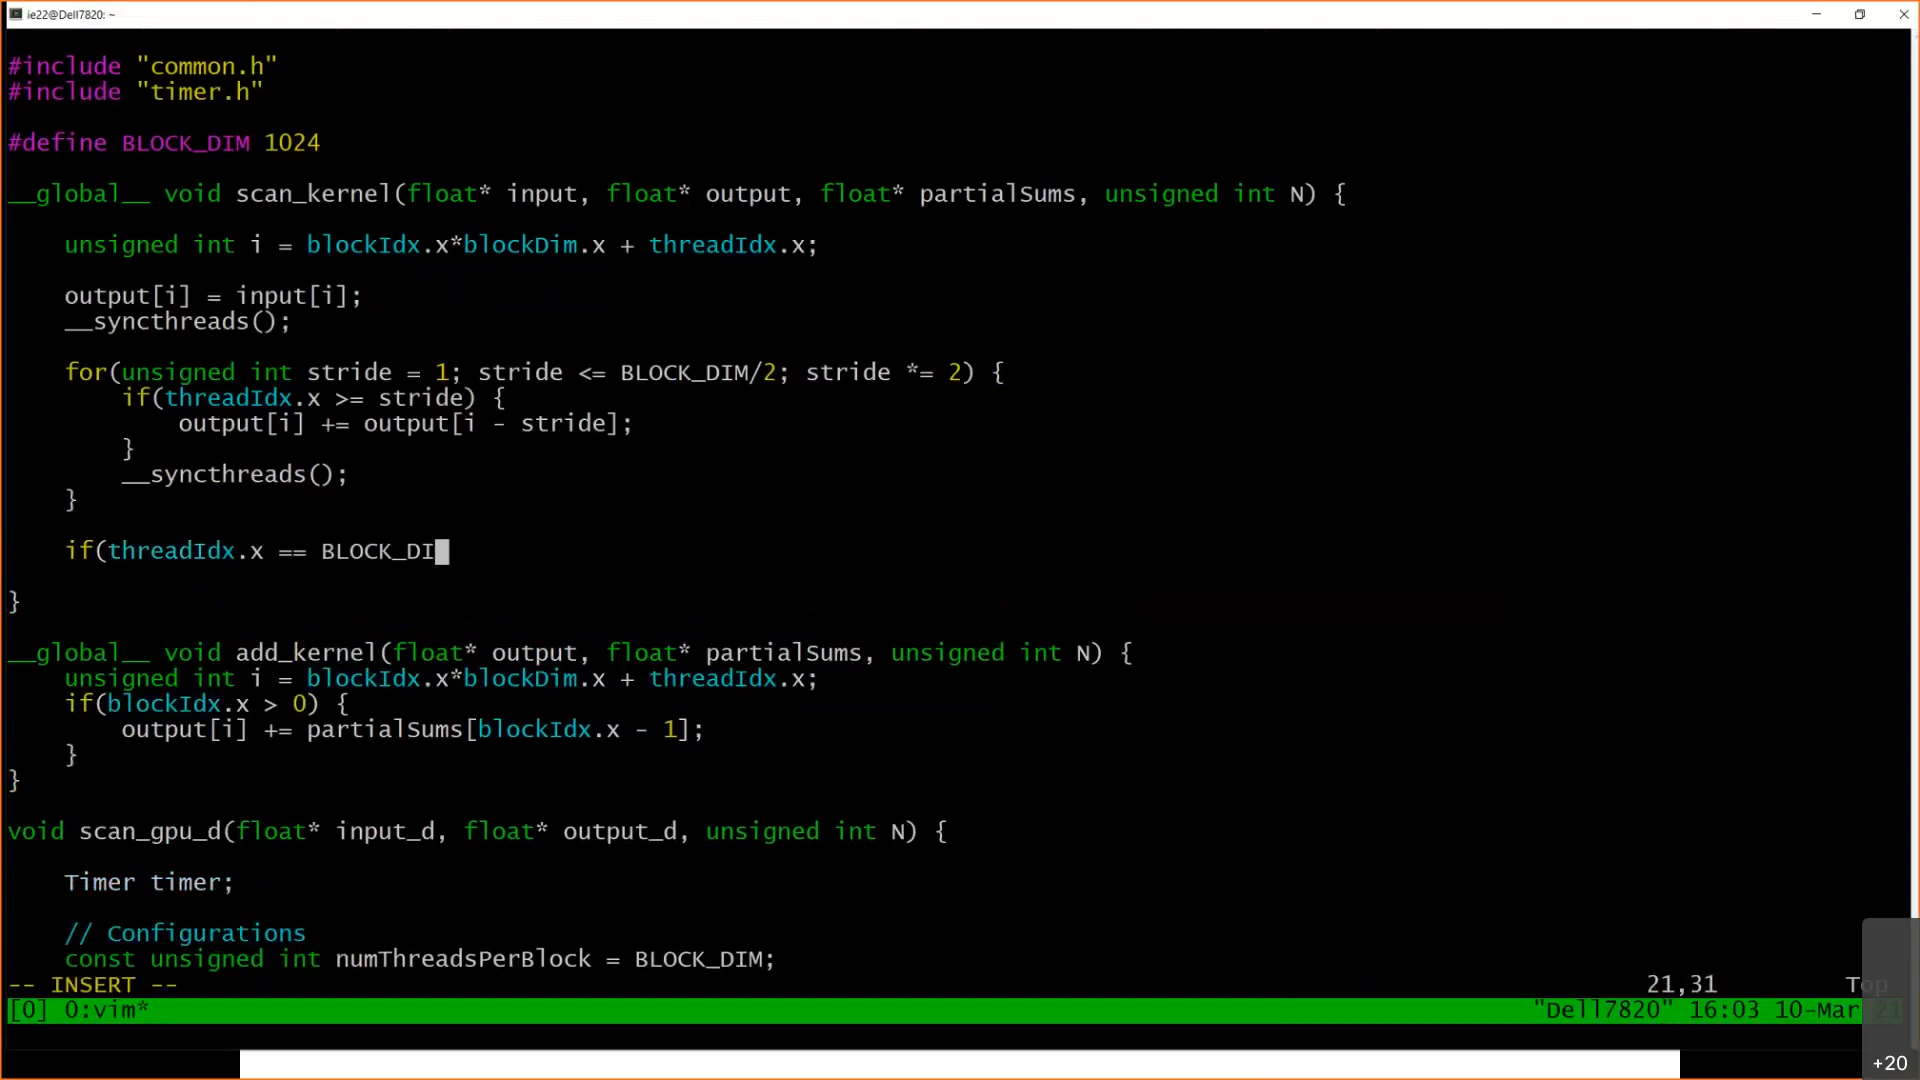 ie22@Dell7820: ~
#include "common.h"
#include "timer.h"
#define BLOCK_DIM 1024
__global__ void scan_kernel(float* input, float* output, float* partialSums, unsigned int N) {
    unsigned int i = blockIdx.x*blockDim.x + threadIdx.x;
    output[i] = input[i];
    __syncthreads();
    for(unsigned int stride = 1; stride <= BLOCK_DIM/2; stride *= 2) {
        if(threadIdx.x >= stride) {
            output[i] += output[i - stride];
        }
        __syncthreads();
    }
    if(threadIdx.x == BLOCK_DI
}
__global__ void add_kernel(float* output, float* partialSums, unsigned int N) {
    unsigned int i = blockIdx.x*blockDim.x + threadIdx.x;
    if(blockIdx.x > 0) {
        output[i] += partialSums[blockIdx.x - 1];
    }
}
void scan_gpu_d(float* input_d, float* output_d, unsigned int N) {
    Timer timer;
    // Configurations
    const unsigned int numThreadsPerBlock = BLOCK_DIM;
-- INSERT -- 21,31 Top
[0] 0:vim* "Dell7820" 16:03 10-Mar-21
+20